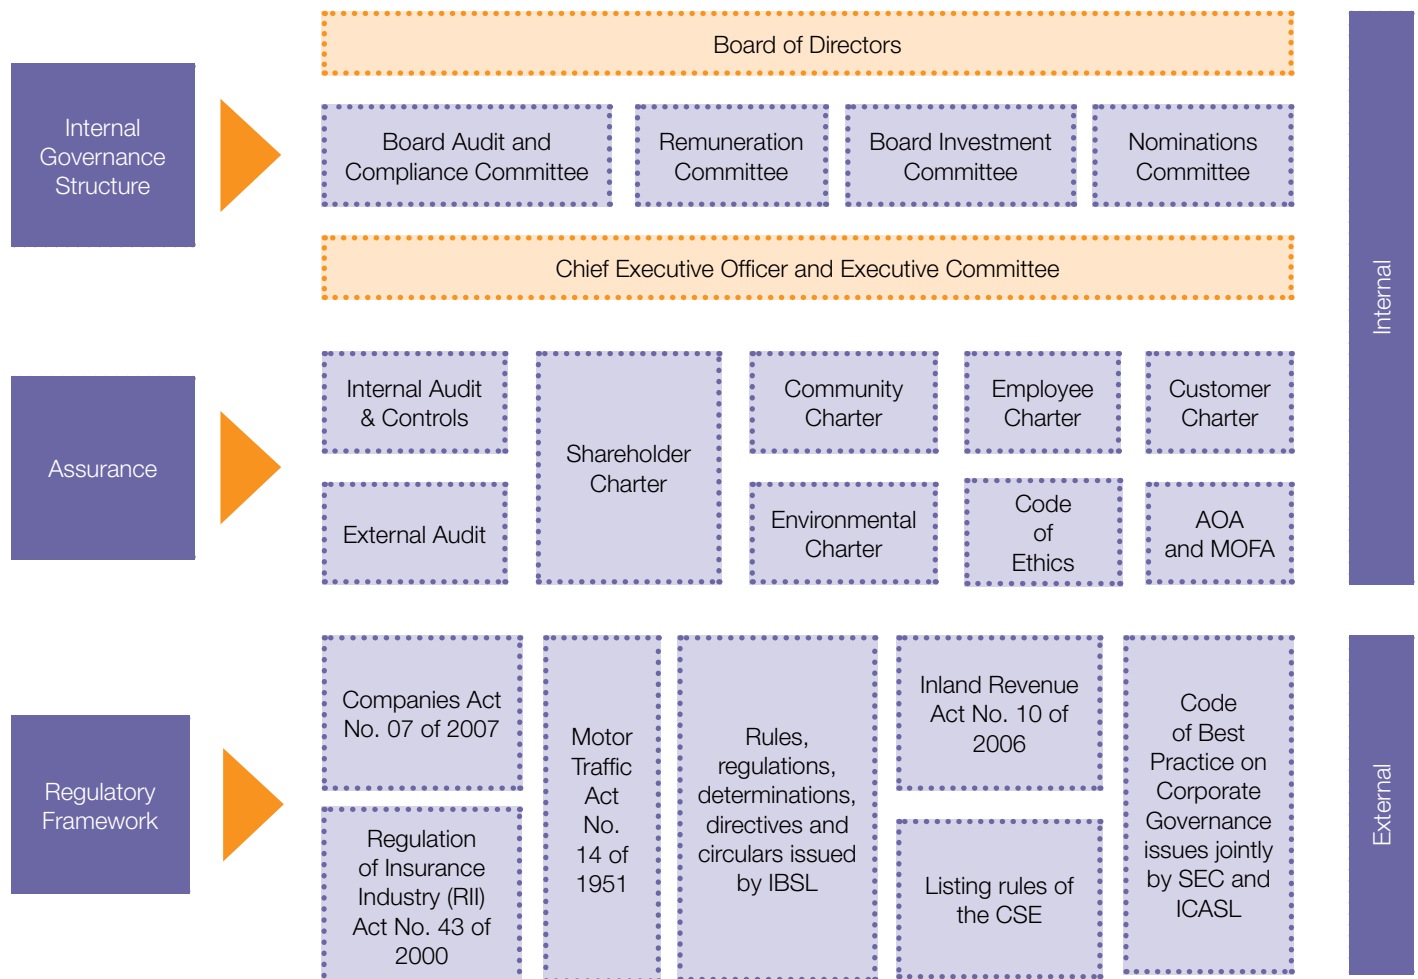 Board of Directors
Internal
Governance
Structure
Board Audit and
Compliance Committee
Remuneration
Committee
Board Investment
Committee
Nominations
Committee
Chief Executive Officer and Executive Committee
Internal
Assurance
Internal Audit
& Controls
Shareholder
Charter
Community
Charter
Employee
Charter
Customer
Charter
External Audit
Environmental
Charter
Code
of
Ethics
AOA
and MOFA
Regulatory
Framework
Companies Act
No. 07 of 2007
Regulation
of Insurance
Industry (RII)
Act No. 43 of
2000
Motor
Traffic
Act
No.
14 of
1951
Rules,
regulations,
determinations,
directives and
circulars issued
by IBSL
Inland Revenue
Act No. 10 of
2006
Listing rules of
the CSE
Code
of Best
Practice on
Corporate
Governance
issues jointly
by SEC and
ICASL
External